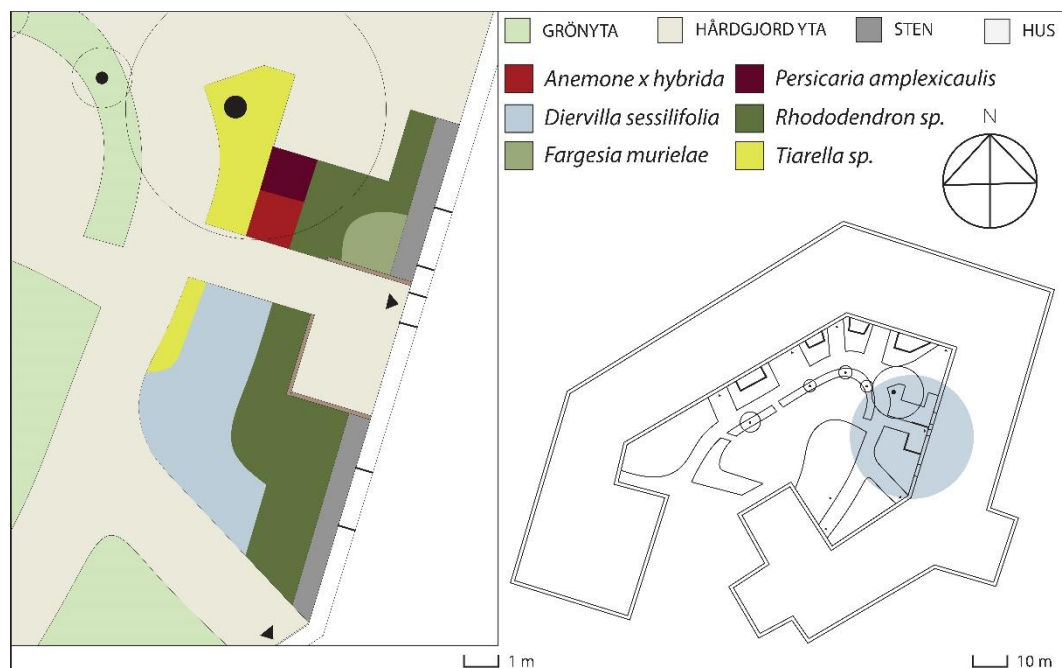 GRÖNYTA
HÅRDGJORD YTA
STEN
HUS
Anemone x hybrida
Persicaria amplexicaulis
Diervilla sessilifolia
Rhododendron sp.
Fargesia murielae
Tiarella sp.
N
1 m
10 m